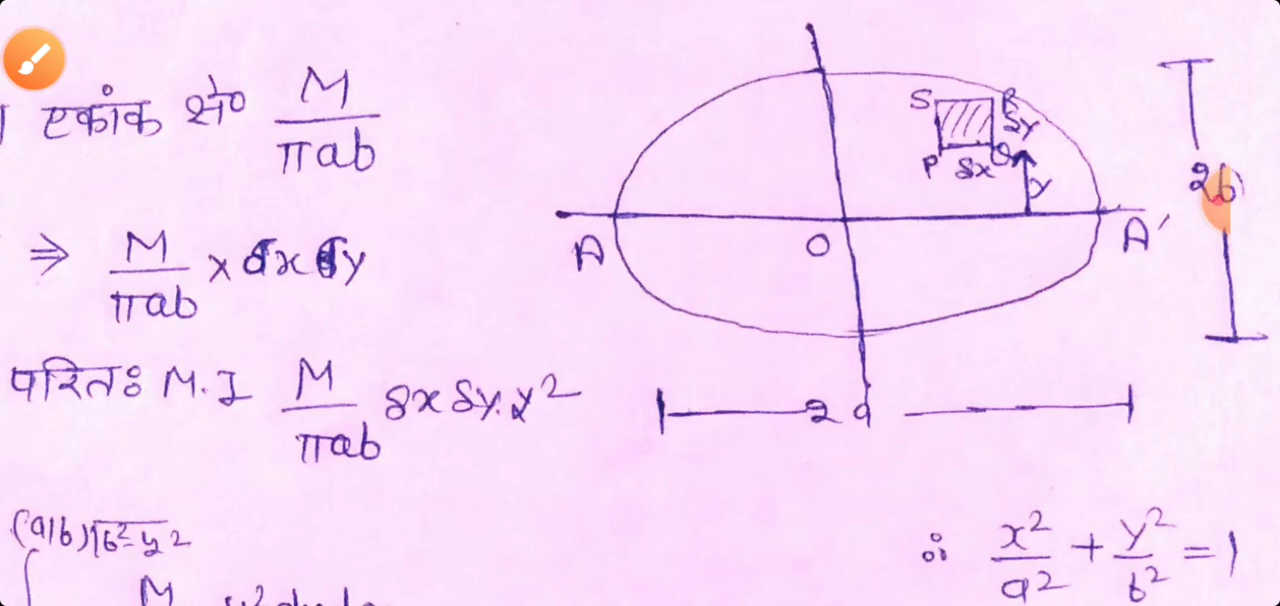 एकांक क्षे० M/πab
⇒ M/πab × δx δy
परितः M.I M/πab δx δy. y²
(a/b)√b²-y²
∫ M
S R
δy
P δx Q
y
A O A′
2b
2a
∵ x²/a² + y²/b² = 1